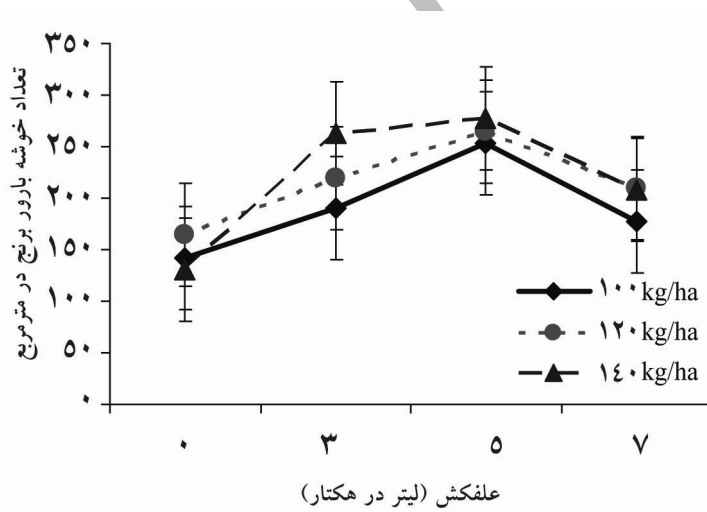 تعداد خوشه بارور برنج در مترمربع
۳۵۰
۳۰۰
۲۵۰
۲۰۰
۱۵۰
۱۰۰
۵۰
۰
۱۰۰kg/ha
۱۲۰kg/ha
۱٤۰kg/ha
۰ ۳ ۵ ۷
علفکش (لیتر در هکتار)